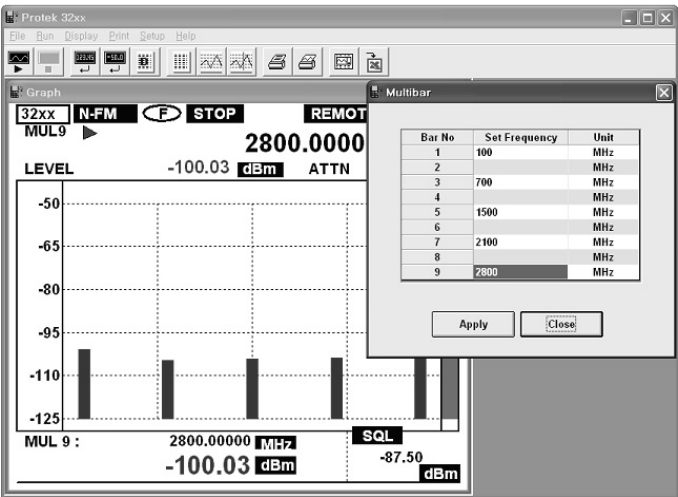 Protek 32xx
File Run Display Print Setup Help
Graph
32xx N-FM F STOP REMOT
MUL9
2800.0000
LEVEL -100.03 dBm ATTN
-50
-65
-80
-95
-110
-125
MUL 9 : 2800.00000 MHz SQL
-100.03 dBm -87.50 dBm
Multibar
Bar No Set Frequency Unit
1 100 MHz
2 MHz
3 700 MHz
4 MHz
5 1500 MHz
6 MHz
7 2100 MHz
8 MHz
9 2800 MHz
Apply Close